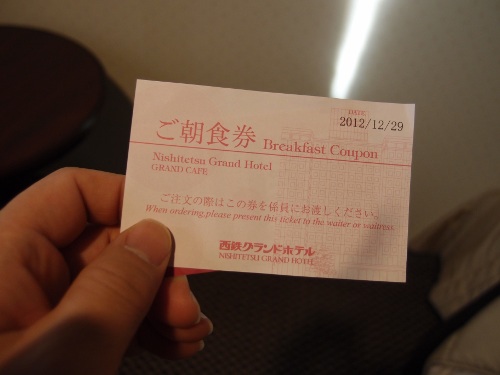 DATE
2012/12/29
ご朝食券 Breakfast Coupon
Nishitetsu Grand Hotel
GRAND CAFE
ご注文の際はこの券を係員にお渡しください。
When ordering,please present this ticket to the waiter or waitress.
西鉄グランドホテル
NISHITETSU GRAND HOTEL